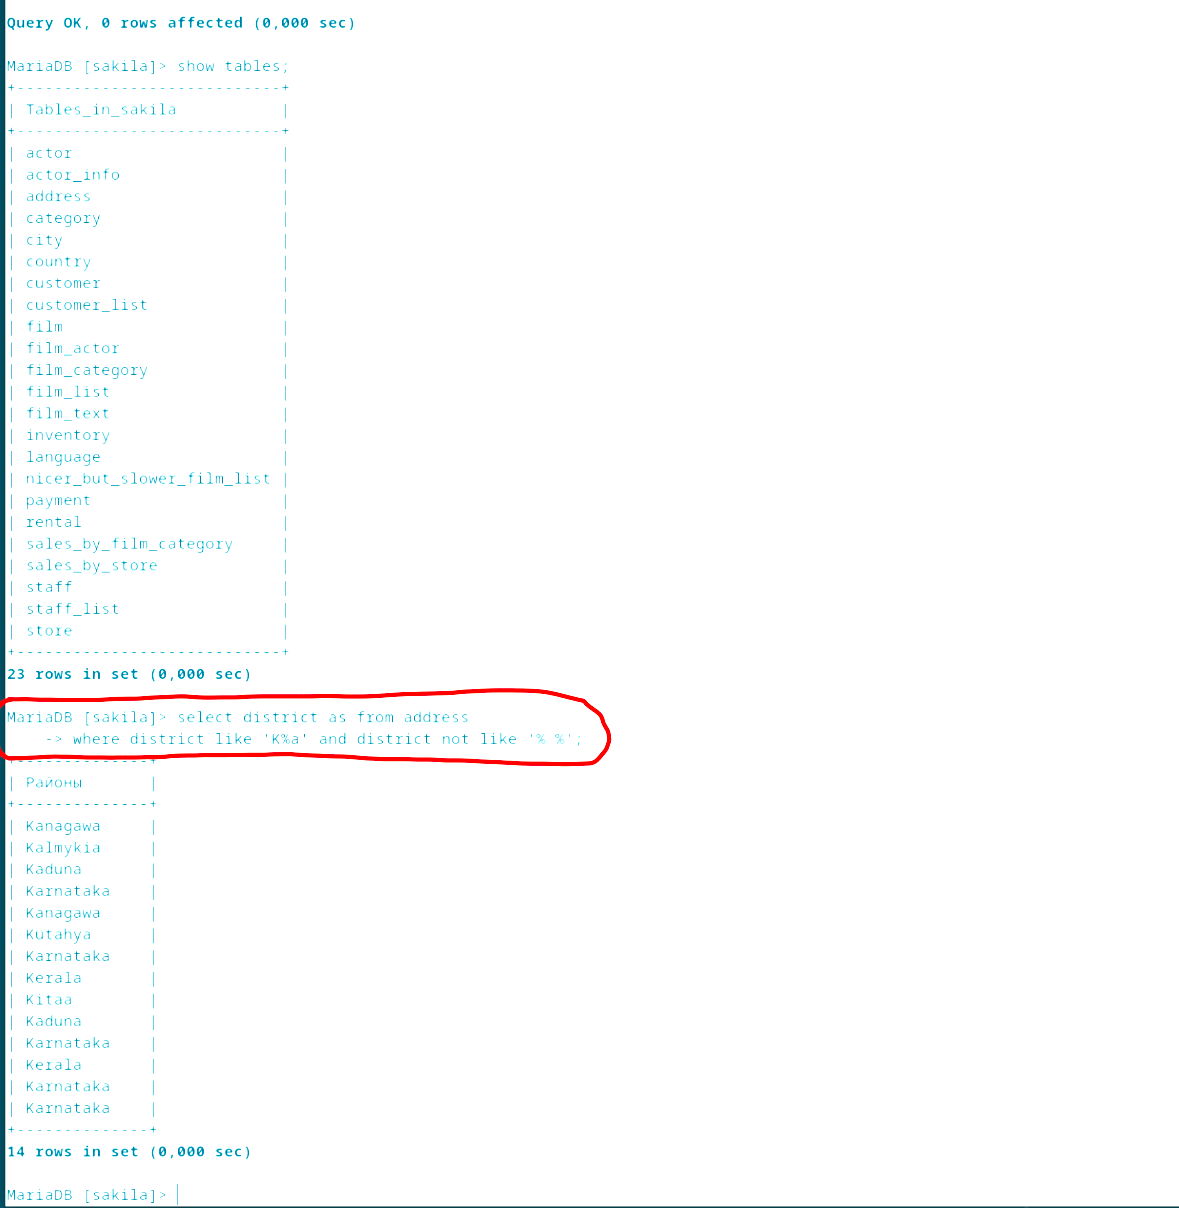 Query OK, 0 rows affected (0,000 sec)
MariaDB [sakila]> show tables;
+----------------------------+
| Tables_in_sakila           |
+----------------------------+
| actor                      |
| actor_info                 |
| address                    |
| category                   |
| city                       |
| country                    |
| customer                   |
| customer_list              |
| film                       |
| film_actor                 |
| film_category              |
| film_list                  |
| film_text                  |
| inventory                  |
| language                   |
| nicer_but_slower_film_list |
| payment                    |
| rental                     |
| sales_by_film_category     |
| sales_by_store             |
| staff                      |
| staff_list                 |
| store                      |
+----------------------------+
23 rows in set (0,000 sec)
MariaDB [sakila]> select district as from address
    -> where district like 'K%a' and district not like '% %';
+--------------+
| Районы       |
+--------------+
| Kanagawa     |
| Kalmykia     |
| Kaduna       |
| Karnataka    |
| Kanagawa     |
| Kutahya      |
| Karnataka    |
| Kerala       |
| Kitaa        |
| Kaduna       |
| Karnataka    |
| Kerala       |
| Karnataka    |
| Karnataka    |
+--------------+
14 rows in set (0,000 sec)
MariaDB [sakila]>